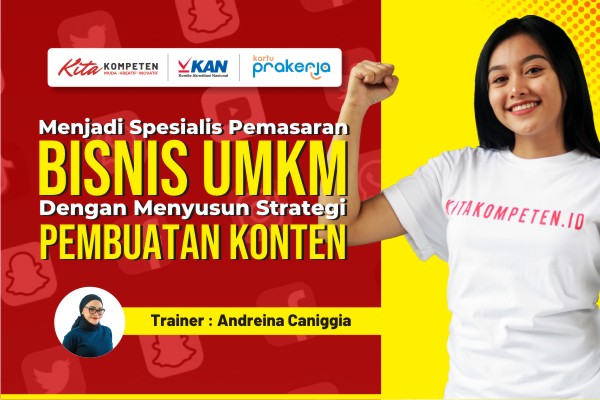 Kita KOMPETEN
MUDA · KREATIF · INOVATIF
KAN
Komite Akreditasi Nasional
kartu
prakerja
Menjadi Spesialis Pemasaran
BISNIS UMKM
Dengan Menyusun Strategi
PEMBUATAN KONTEN
Trainer : Andreina Caniggia
KITAKOMPETEN.ID